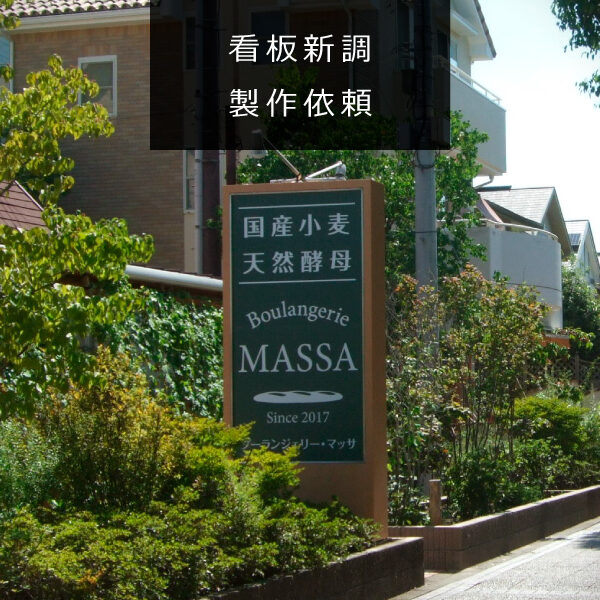 看板新調
製作依頼
国産小麦
天然酵母
Boulangerie
MASSA
Since 2017
ブーランジェリー・マッサ